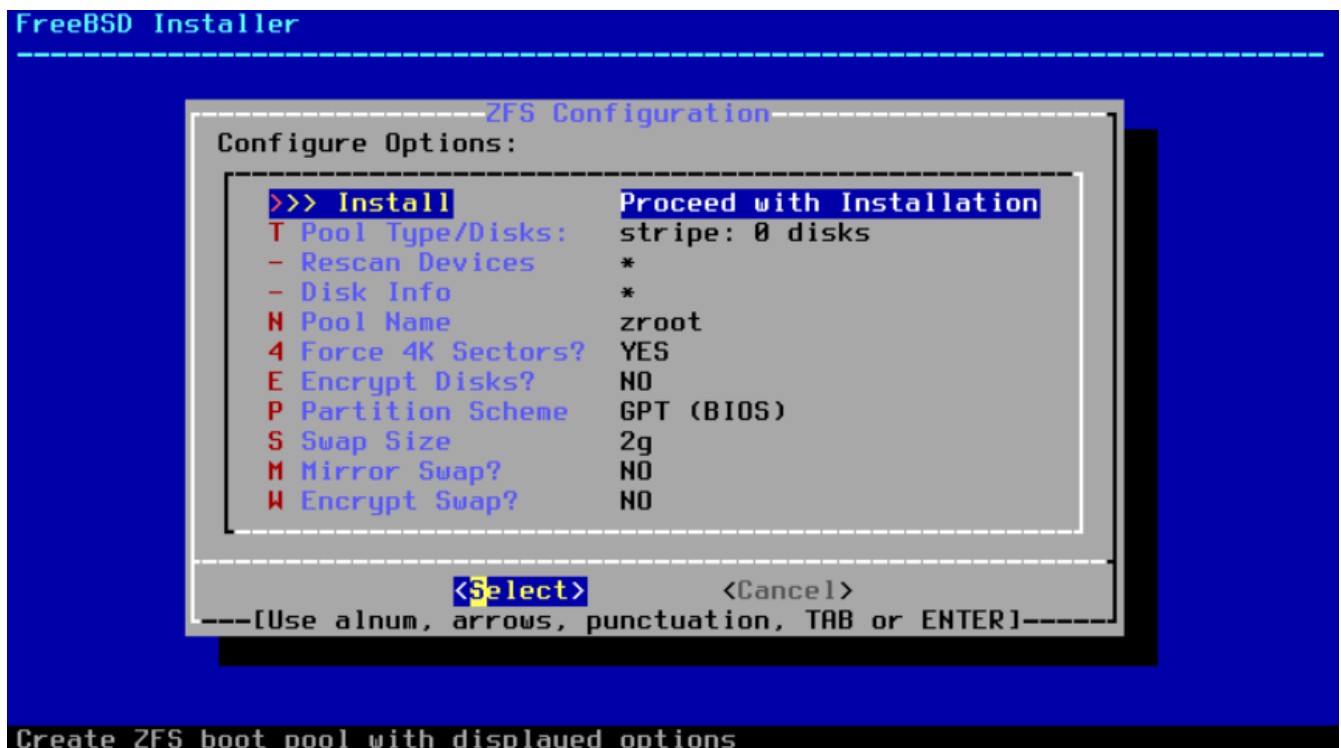 FreeBSD Installer
ZFS Configuration
Configure Options:
>>> Install Proceed with Installation
T Pool Type/Disks: stripe: 0 disks
- Rescan Devices *
- Disk Info *
N Pool Name zroot
4 Force 4K Sectors? YES
E Encrypt Disks? NO
P Partition Scheme GPT (BIOS)
S Swap Size 2g
M Mirror Swap? NO
W Encrypt Swap? NO
<Select> <Cancel>
[Use alnum, arrows, punctuation, TAB or ENTER]
Create ZFS boot pool with displayed options